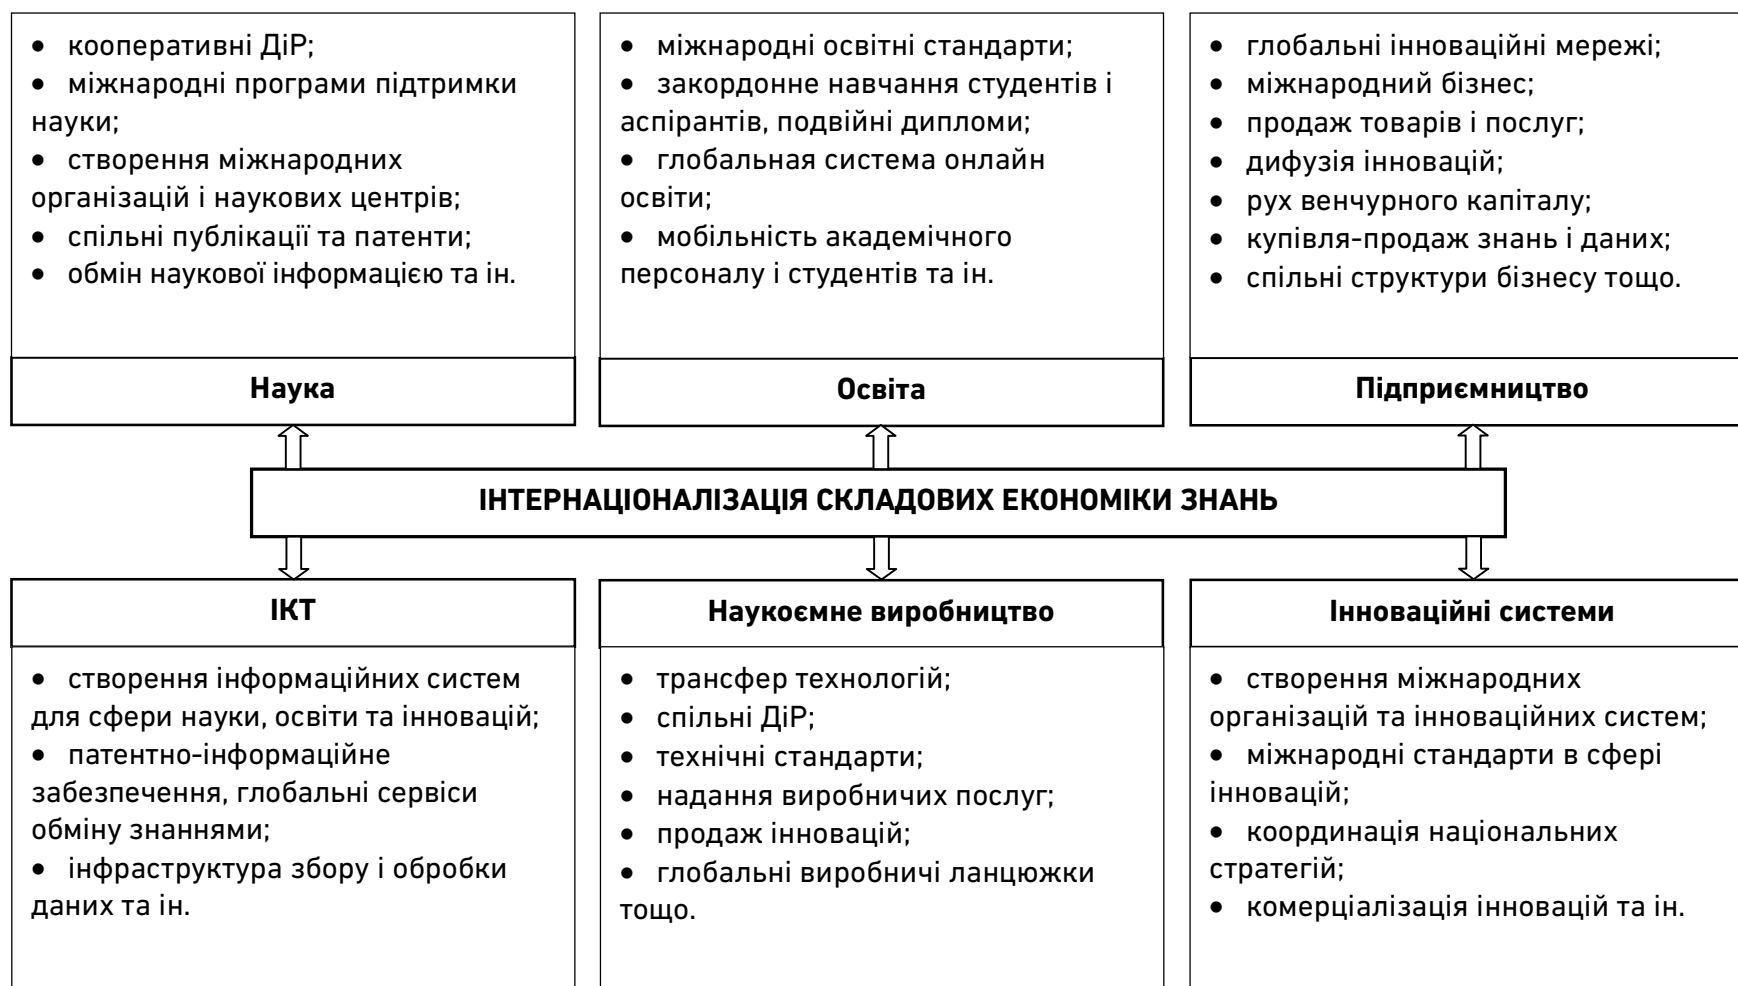 • кооперативні ДіР;
• міжнародні програми підтримки
науки;
• створення міжнародних
організацій і наукових центрів;
• спільні публікації та патенти;
• обмін наукової інформацією та ін.
Наука
• міжнародні освітні стандарти;
• закордонне навчання студентів і
аспірантів, подвійні дипломи;
• глобальная система онлайн
освіти;
• мобільність академічного
персоналу і студентів та ін.
Освіта
• глобальні інноваційні мережі;
• міжнародний бізнес;
• продаж товарів і послуг;
• дифузія інновацій;
• рух венчурного капіталу;
• купівля-продаж знань і даних;
• спільні структури бізнесу тощо.
Підприємництво
ІНТЕРНАЦІОНАЛІЗАЦІЯ СКЛАДОВИХ ЕКОНОМІКИ ЗНАНЬ
ІКТ
• створення інформаційних систем
для сфери науки, освіти та інновацій;
• патентно-інформаційне
забезпечення, глобальні сервіси
обміну знаннями;
• інфраструктура збору і обробки
даних та ін.
Наукоємне виробництво
• трансфер технологій;
• спільні ДіР;
• технічні стандарти;
• надання виробничих послуг;
• продаж інновацій;
• глобальні виробничі ланцюжки
тощо.
Інноваційні системи
• створення міжнародних
організацій та інноваційних систем;
• міжнародні стандарти в сфері
інновацій;
• координація національних
стратегій;
• комерціалізація інновацій та ін.